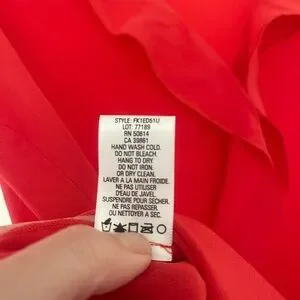 STYLE: FK1ED51U
LOT: 77189
RN 50814
CA 39861
HAND WASH COLD.
DO NOT BLEACH.
HANG TO DRY.
DO NOT IRON.
OR DRY CLEAN.
LAVER A LA MAIN FROIDE.
NE PAS UTILISER
D'EAU DE JAVEL.
SUSPENDRE POUR SÉCHER.
NE PAS REPASSER.
OU NETTOYER A SEC.